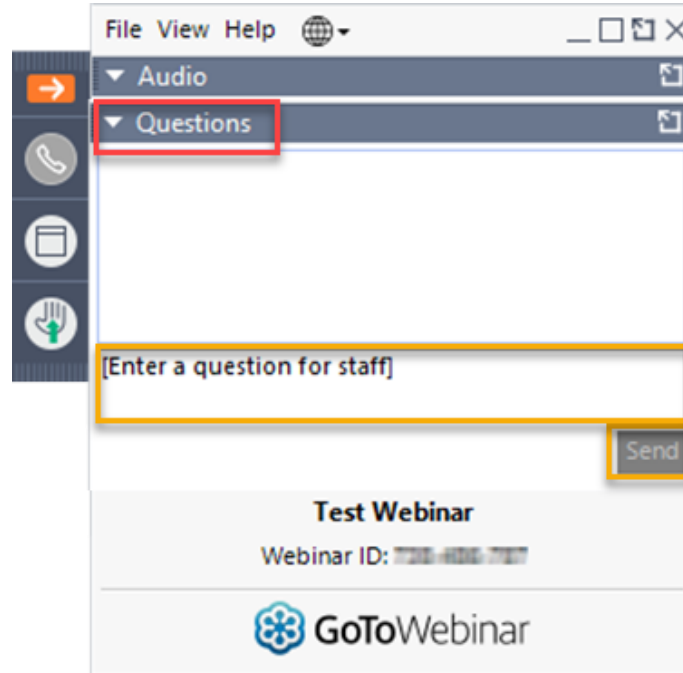 File View Help
Audio
Questions
[Enter a question for staff]
Send
Test Webinar
Webinar ID:
GoToWebinar